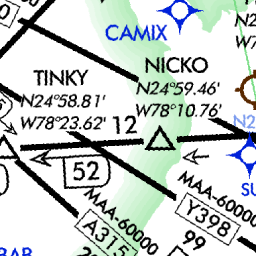 CAMIX
TINKY
N24°58.81'
W78°23.62'
NICKO
N24°59.46'
W78°10.76'
12
52
MAA-60000
A315
MAA-60000
Y398
99